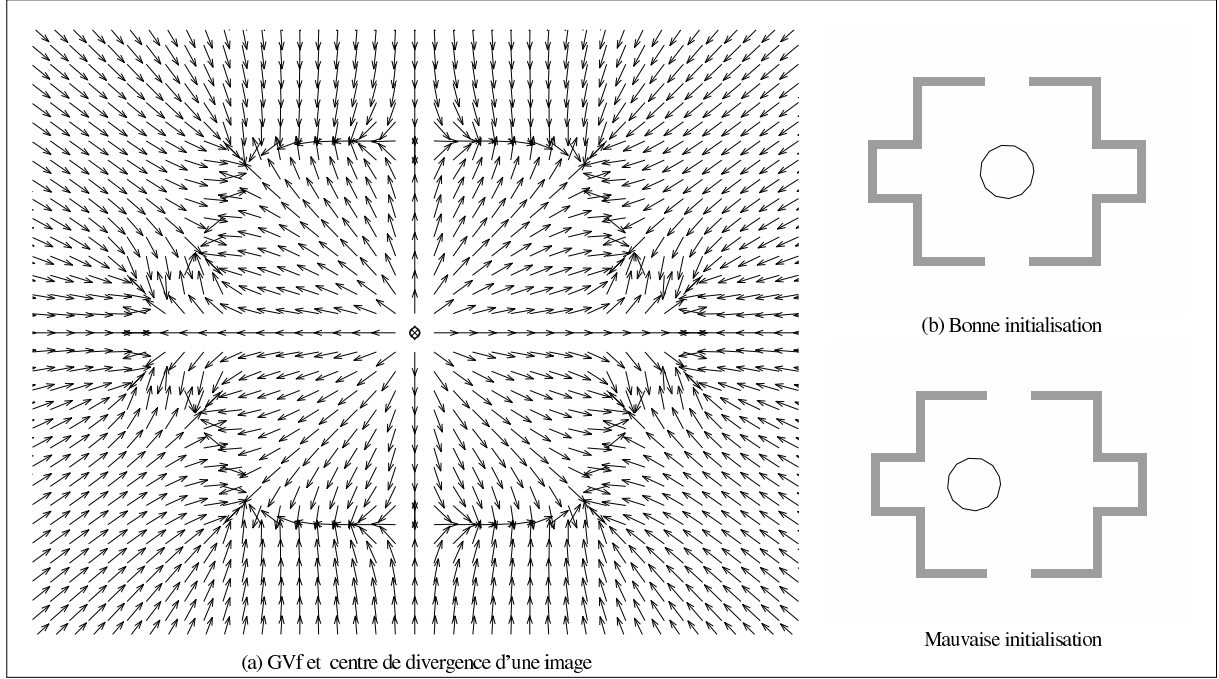 (b) Bonne initialisation
Mauvaise initialisation
(a) GVf et centre de divergence d'une image